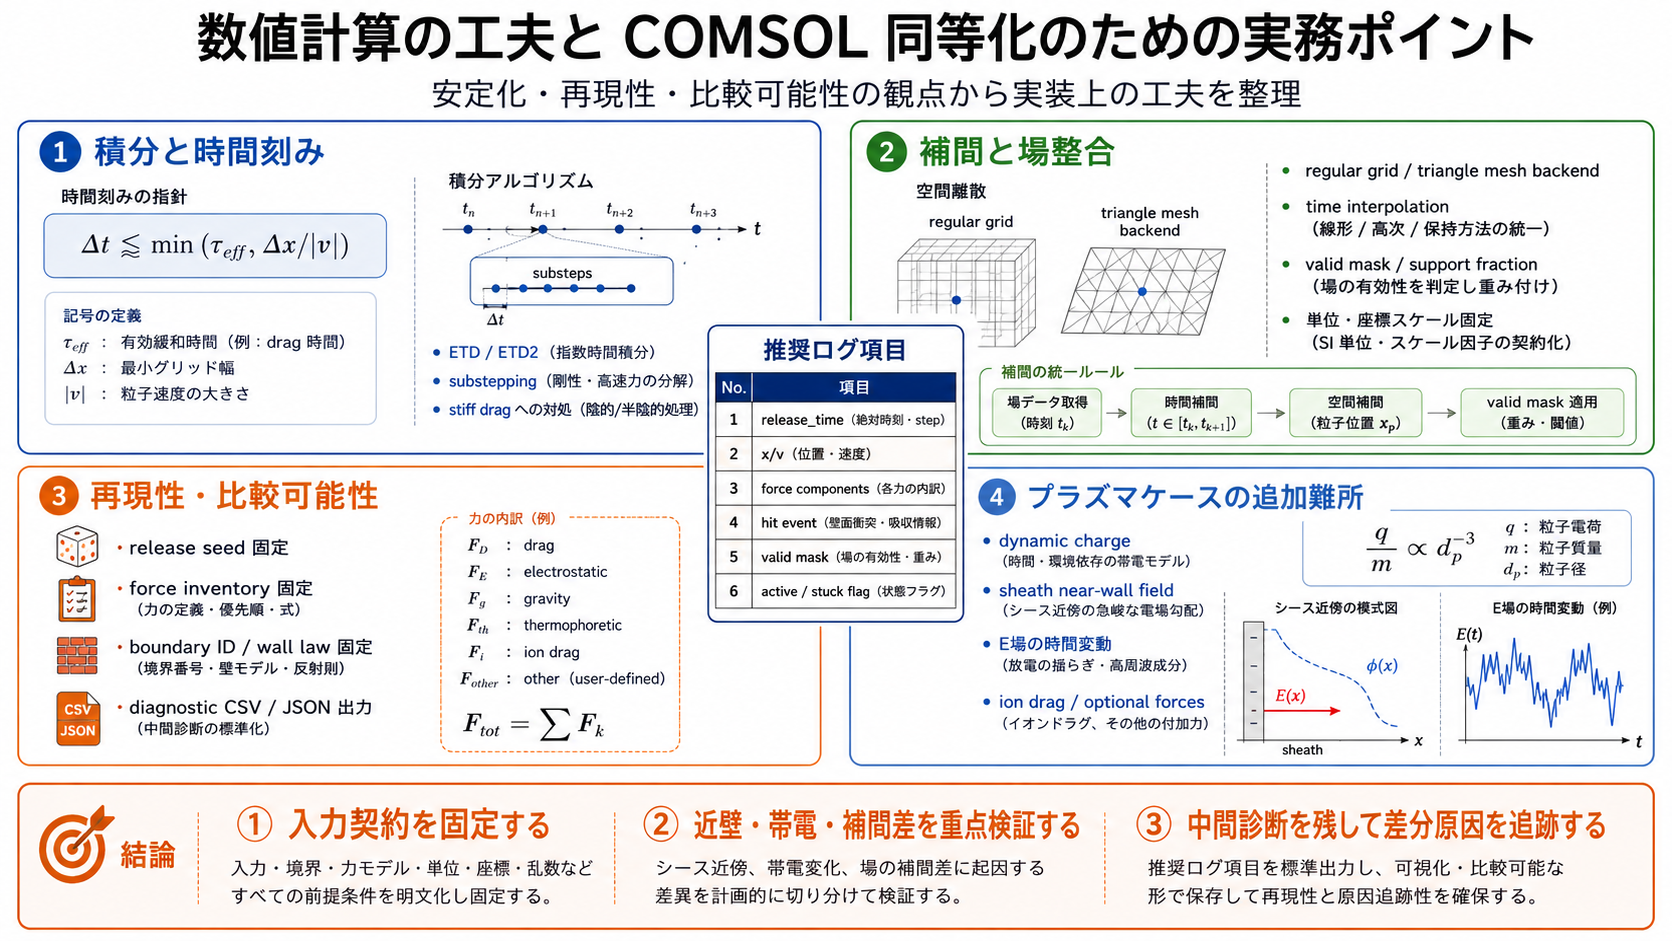 数値計算の工夫と COMSOL 同等化のための実務ポイント
安定化・再現性・比較可能性の観点から実装上の工夫を整理
1 積分と時間刻み
時間刻みの指針
Δt ≲ min (τ_eff, Δx/|v|)
記号の定義
τ_eff : 有効緩和時間（例：drag 時間）
Δx : 最小グリッド幅
|v| : 粒子速度の大きさ
積分アルゴリズム
t_n t_{n+1} t_{n+2} t_{n+3} t
substeps
Δt
• ETD / ETD2（指数時間積分）
• substepping（剛性・高速力の分解）
• stiff drag への対処（陰的/半陰的処理）
2 補間と場整合
空間離散
regular grid
triangle mesh
backend
• regular grid / triangle mesh backend
• time interpolation
（線形 / 高次 / 保持方法の統一）
• valid mask / support fraction
（場の有効性を判定し重み付け）
• 単位・座標スケール固定
（SI 単位・スケール因子の契約化）
補間の統一ルール
場データ取得
（時刻 t_k）
時間補間
（t ∈ [t_k, t_{k+1}]）
空間補間
（粒子位置 x_p）
valid mask 適用
（重み・閾値）
推奨ログ項目
No. 項目
1 release_time（絶対時刻・step）
2 x/v（位置・速度）
3 force components（各力の内訳）
4 hit event（壁面衝突・吸収情報）
5 valid mask（場の有効性・重み）
6 active / stuck flag（状態フラグ）
3 再現性・比較可能性
・release seed 固定
・force inventory 固定
（力の定義・優先順・式）
・boundary ID / wall law 固定
（境界番号・壁モデル・反射則）
CSV
JSON
・diagnostic CSV / JSON 出力
（中間診断の標準化）
力の内訳（例）
F_D : drag
F_E : electrostatic
F_g : gravity
F_th : thermophoretic
F_i : ion drag
F_other : other（user-defined）
F_tot = ∑ F_k
4 プラズマケースの追加難所
• dynamic charge
（時間・環境依存の帯電モデル）
• sheath near-wall field
（シース近傍の急峻な電場勾配）
• E場の時間変動
（放電の揺らぎ・高周波成分）
• ion drag / optional forces
（イオンドラグ、その他の付加力）
q/m ∝ d_p^{-3}
q : 粒子電荷
m : 粒子質量
d_p : 粒子径
シース近傍の模式図
ϕ(x)
E(x)
x
sheath
E場の時間変動（例）
E(t)
t
結論
① 入力契約を固定する
入力・境界・力モデル・単位・座標・乱数など
すべての前提条件を明文化し固定する。
② 近壁・帯電・補間差を重点検証する
シース近傍、帯電変化、場の補間差に起因する
差異を計画的に切り分けて検証する。
③ 中間診断を残して差分原因を追跡する
推奨ログ項目を標準出力し、可視化・比較可能な
形で保存して再現性と原因追跡性を確保する。